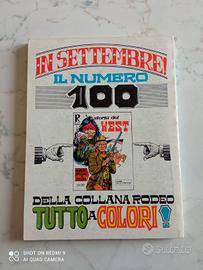 IN SETTEMBRE!
IL NUMERO
100
storia del
WEST
DELLA COLLANA RODEO
TUTTO A COLORI!
SHOT ON REDMI 9
AI QUAD CAMERA
subito